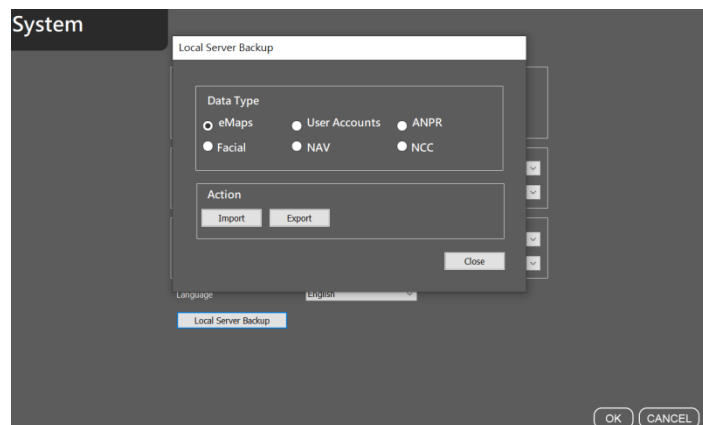 System
Local Server Backup
Data Type
eMaps User Accounts ANPR
Facial NAV NCC
Action
Import Export
Close
Language English
Local Server Backup
OK CANCEL